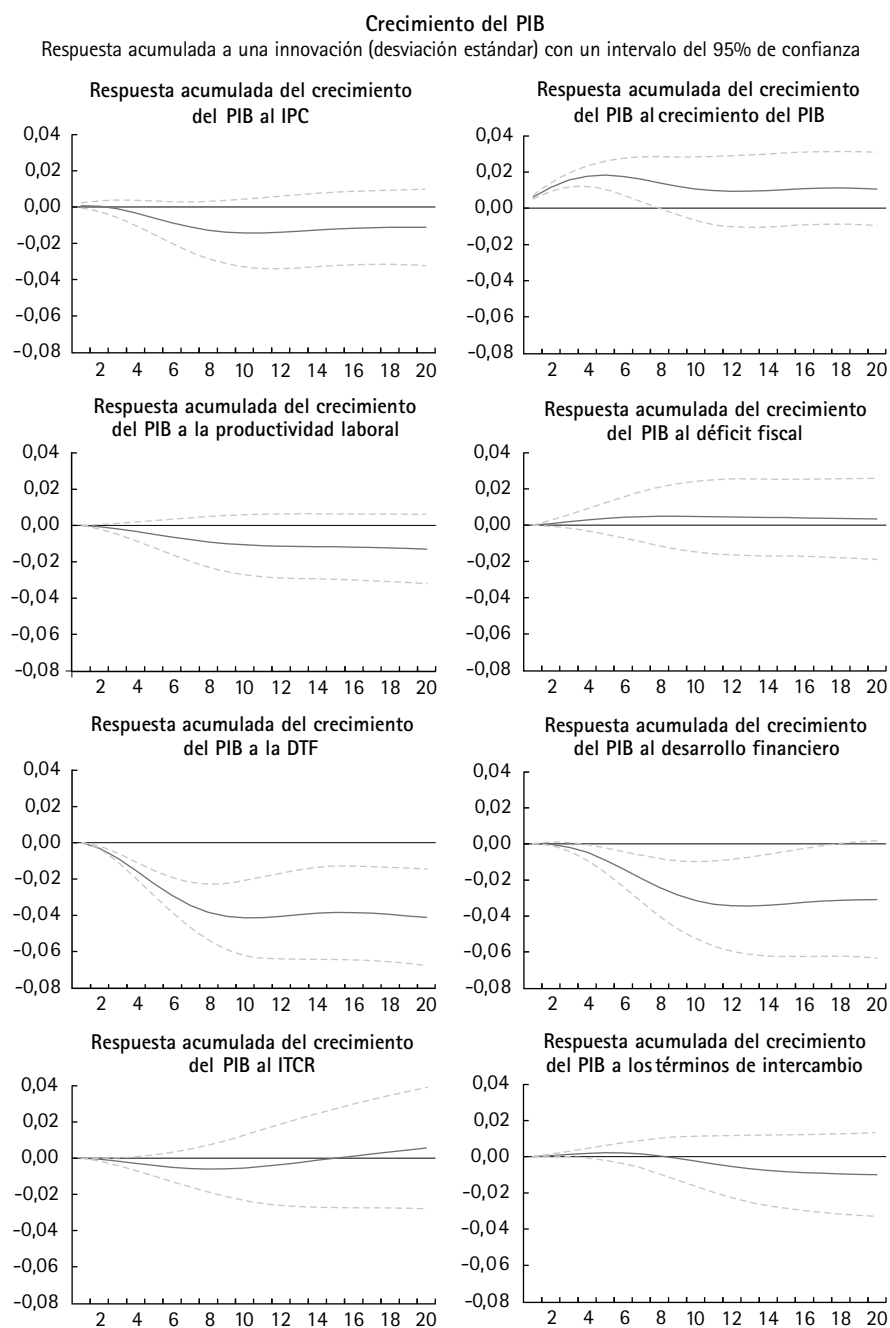 Crecimiento del PIB
Respuesta acumulada a una innovación (desviación estándar) con un intervalo del 95% de confianza
Respuesta acumulada del crecimiento
del PIB al IPC
0,04
0,02
0,00
-0,02
-0,04
-0,06
-0,08
2 4 6 8 10 12 14 16 18 20
Respuesta acumulada del crecimiento
del PIB al crecimiento del PIB
0,04
0,02
0,00
-0,02
-0,04
-0,06
-0,08
2 4 6 8 10 12 14 16 18 20
Respuesta acumulada del crecimiento
del PIB a la productividad laboral
0,04
0,02
0,00
-0,02
-0,04
-0,06
-0,08
2 4 6 8 10 12 14 16 18 20
Respuesta acumulada del crecimiento
del PIB al déficit fiscal
0,04
0,02
0,00
-0,02
-0,04
-0,06
-0,08
2 4 6 8 10 12 14 16 18 20
Respuesta acumulada del crecimiento
del PIB a la DTF
0,04
0,02
0,00
-0,02
-0,04
-0,06
-0,08
2 4 6 8 10 12 14 16 18 20
Respuesta acumulada del crecimiento
del PIB al desarrollo financiero
0,04
0,02
0,00
-0,02
-0,04
-0,06
-0,08
2 4 6 8 10 12 14 16 18 20
Respuesta acumulada del crecimiento
del PIB al ITCR
0,04
0,02
0,00
-0,02
-0,04
-0,06
-0,08
2 4 6 8 10 12 14 16 18 20
Respuesta acumulada del crecimiento
del PIB a los términos de intercambio
0,04
0,02
0,00
-0,02
-0,04
-0,06
-0,08
2 4 6 8 10 12 14 16 18 20